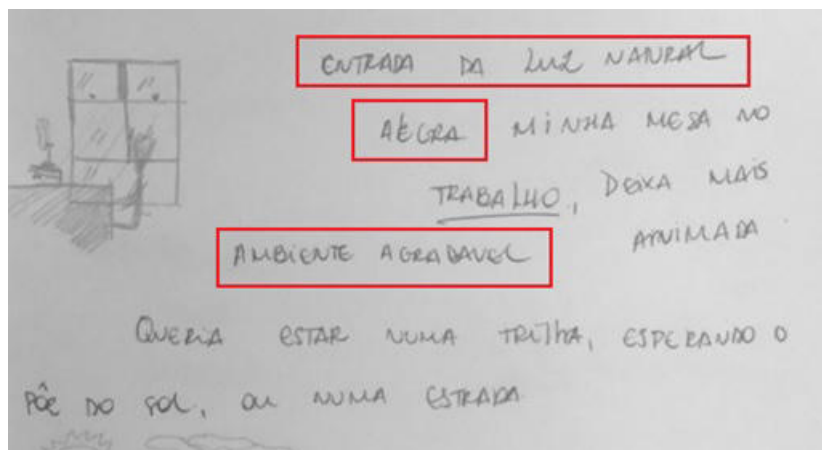 ENTRADA DA LUZ NATURAL
ALEGRA MINHA MESA NO
TRABALHO, DEIXA MAIS
ANIMADA
AMBIENTE AGRADAVEL
QUERIA ESTAR NUMA TRILHA, ESPERANDO O
PÔE DO SOL, OU NUMA ESTRADA